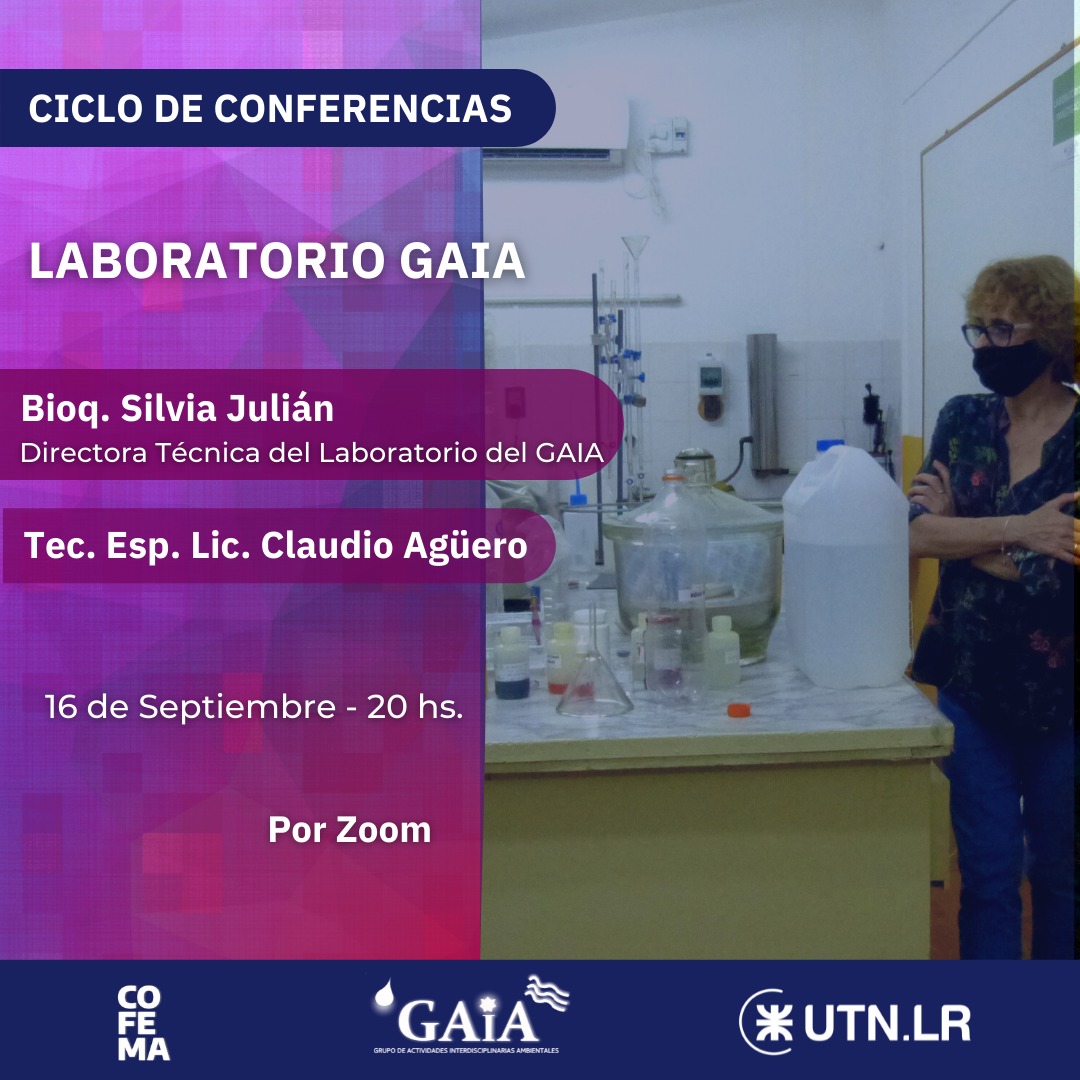 CICLO DE CONFERENCIAS
LABORATORIO GAIA
Bioq. Silvia Julián
Directora Técnica del Laboratorio del GAIA
Tec. Esp. Lic. Claudio Agüero
16 de Septiembre - 20 hs.
Por Zoom
CO
FE
MA
GAiA
GRUPO DE ACTIVIDADES INTERDISCIPLINARIAS AMBIENTALES
UTN.LR